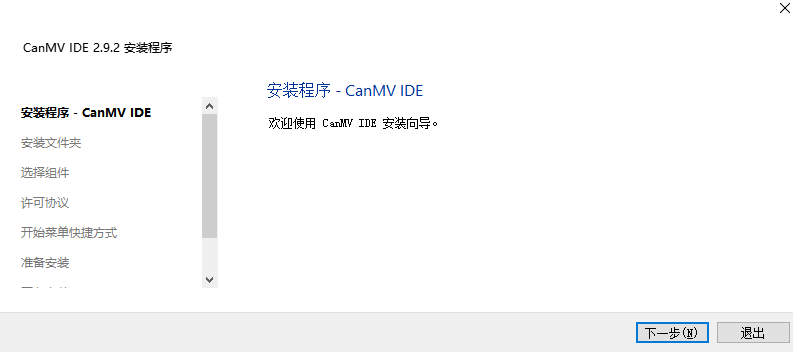 CanMV IDE 2.9.2 安装程序
安装程序 - CanMV IDE
安装文件夹
选择组件
许可协议
开始菜单快捷方式
准备安装
安装程序 - CanMV IDE
欢迎使用 CanMV IDE 安装向导。
下一步(N)
退出